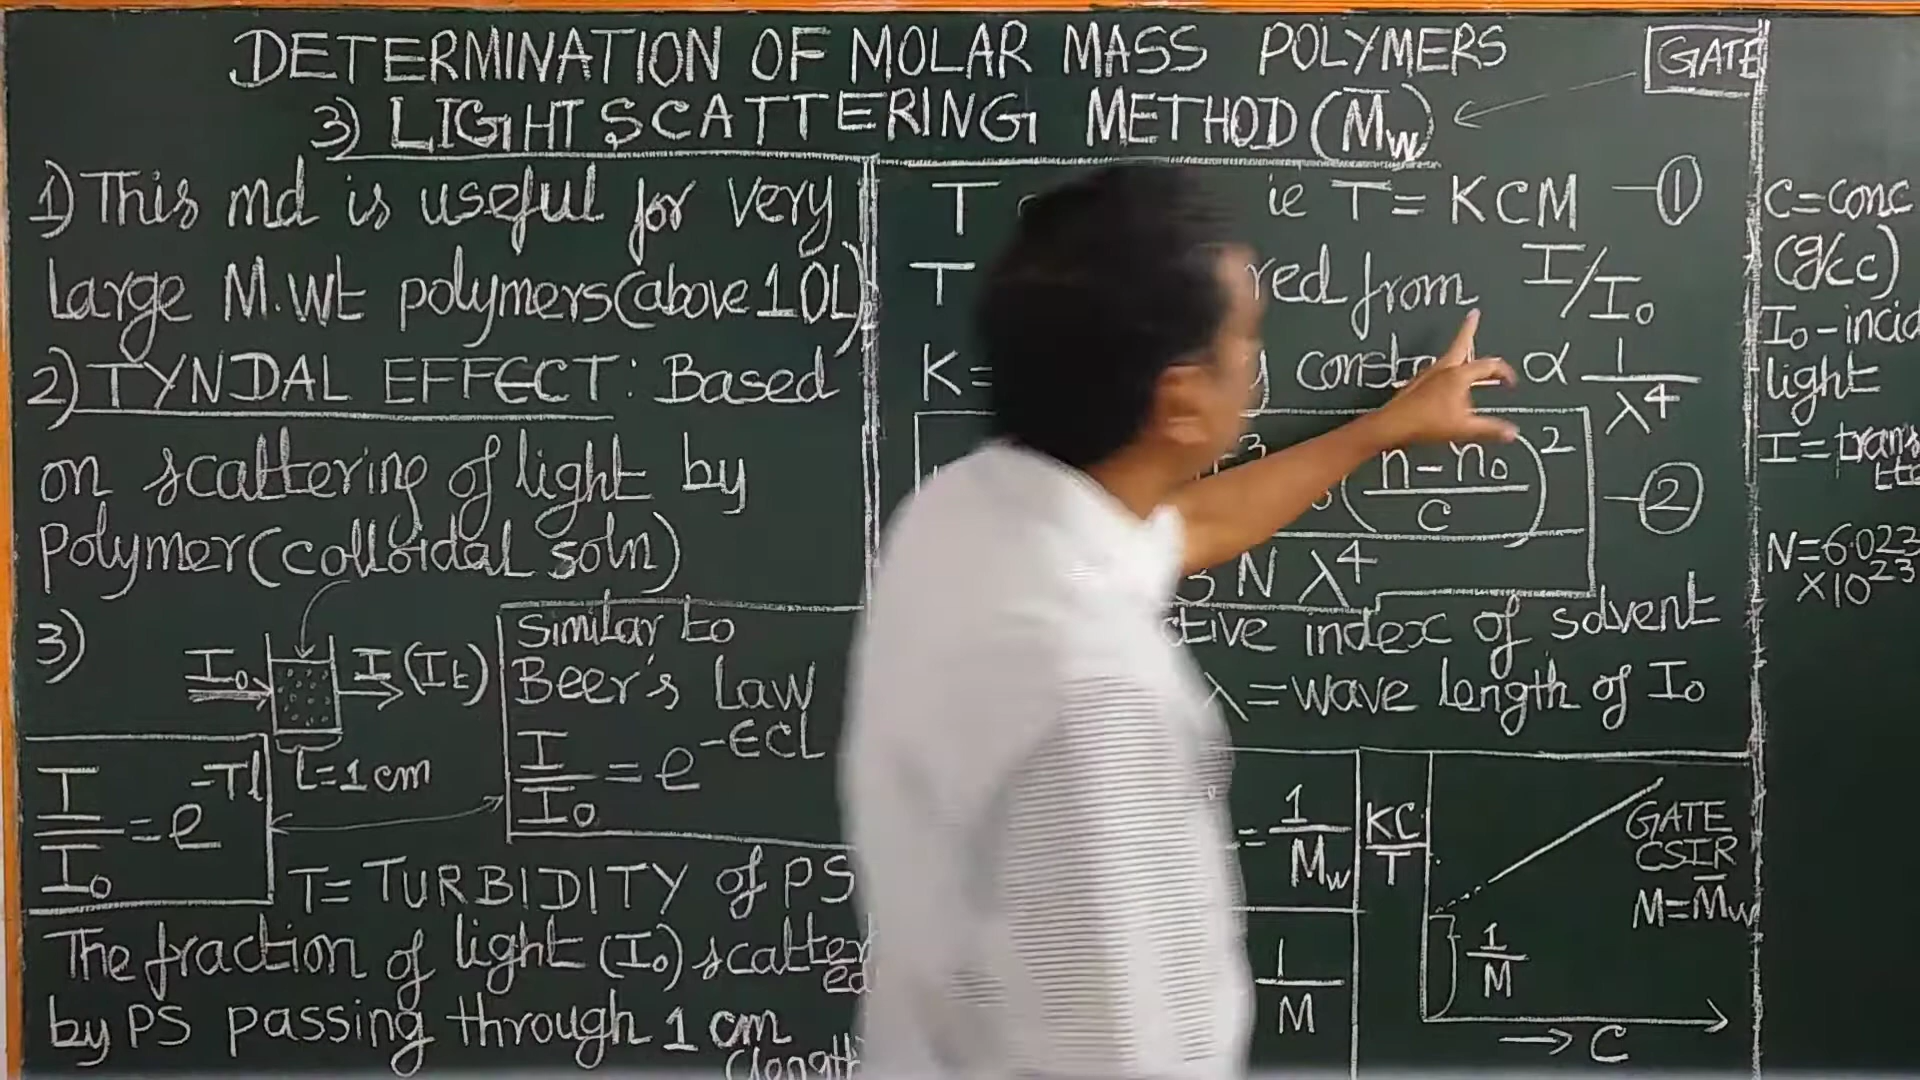 DETERMINATION OF MOLAR MASS POLYMERS
GATE
3) LIGHT SCATTERING METHOD (M̅w)
1) This md is useful for very
large M.Wt polymers (above 10L)
2) TYNDAL EFFECT: Based
on scattering of light by
Polymer (colloidal soln)
3)
I₀ I (It)
l=1cm
I/I₀ = e^-Tl
Similar to
Beer's Law
I/I₀ = e^-ECL
T = TURBIDITY of PS
The fraction of light (I₀) scattered
by PS passing through 1 cm
(length
T ie T = KCM —①
T red from I/I₀
K= constant α 1/λ⁴
3 (n-n₀/c)² —②
3 N λ⁴
ctive index of solvent
λ = wave length of I₀
= 1/Mw
1/M
KC/T
GATE
CSIR
M = M̅w
1/M
→ C
C = conc
(g/cc)
I₀ - incid
light
I = trans
N = 6.023
×10²³